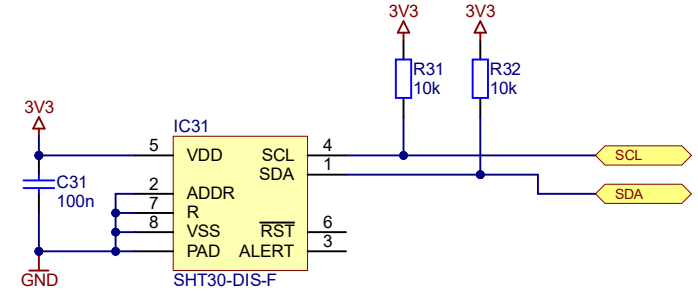 3V3
3V3
R31
10k
R32
10k
3V3
IC31
5
VDD
SCL
4
SCL
SDA
1
C31
100n
2
ADDR
SDA
7
R
8
VSS
RST
6
PAD
ALERT
3
GND
SHT30-DIS-F